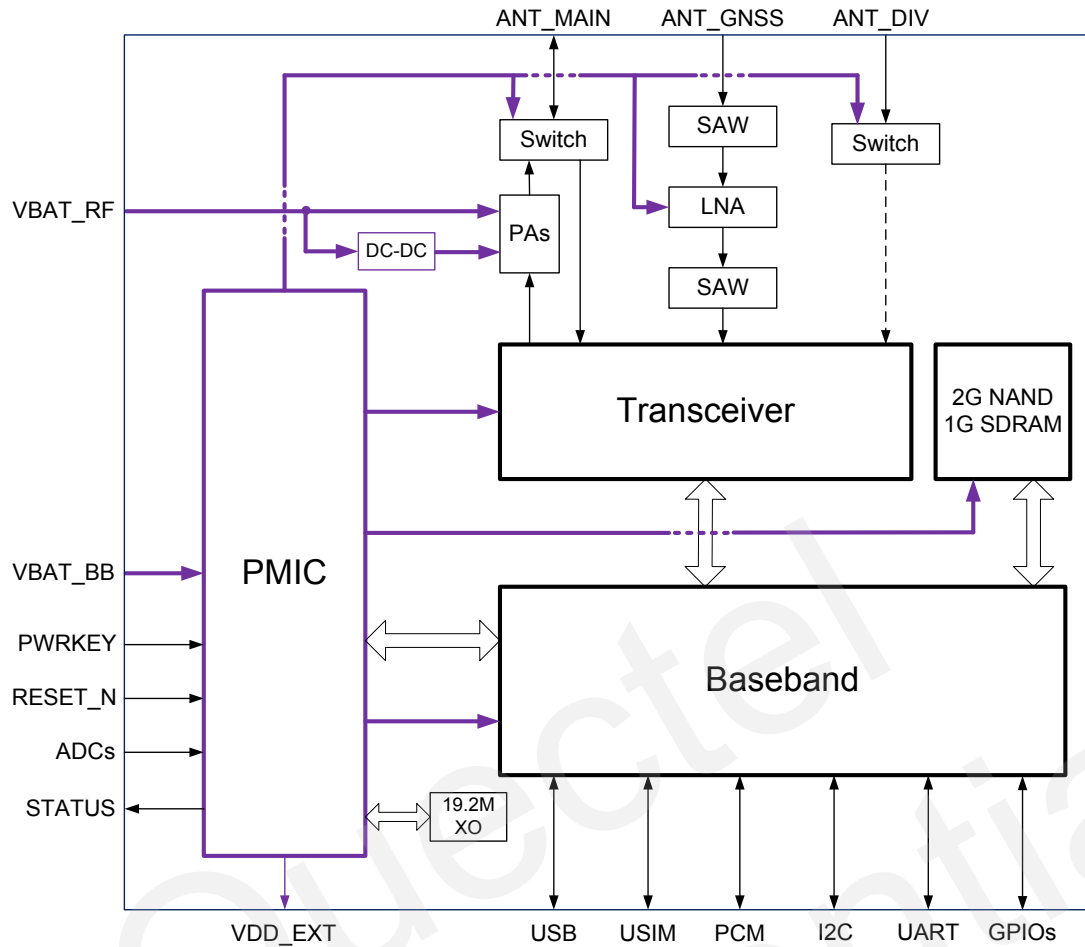 ANT_MAIN
ANT_GNSS
ANT_DIV
Switch
SAW
Switch
VBAT_RF
PAs
LNA
DC-DC
SAW
Transceiver
2G NAND
1G SDRAM
VBAT_BB
PMIC
PWRKEY
RESET_N
ADCs
STATUS
Baseband
19.2M
XO
VDD_EXT
USB
USIM
PCM
I2C
UART
GPIOs
Quectel